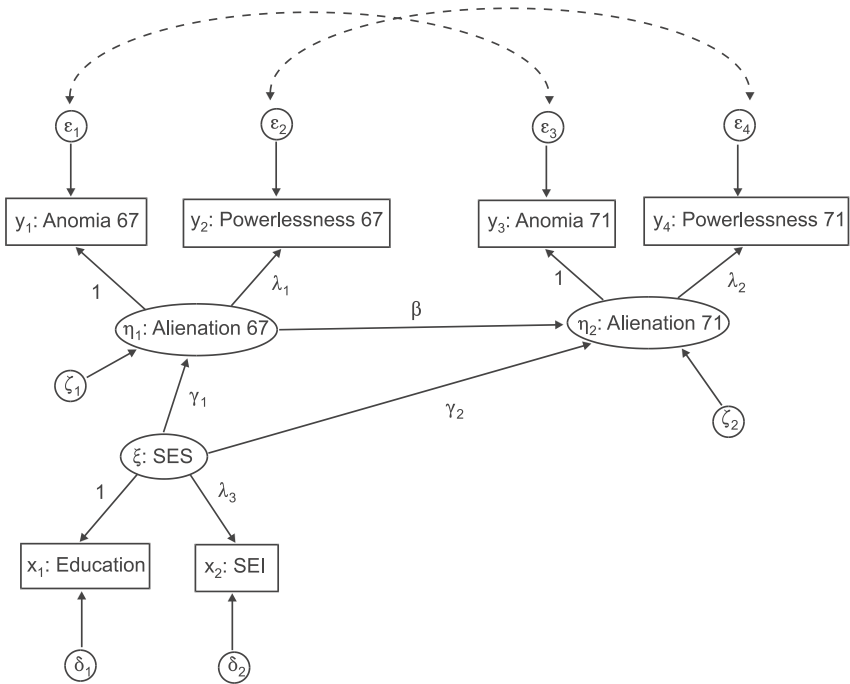 ε₁
ε₂
ε₃
ε₄
y₁: Anomia 67
y₂: Powerlessness 67
y₃: Anomia 71
y₄: Powerlessness 71
1
λ₁
1
λ₂
η₁: Alienation 67
β
η₂: Alienation 71
ζ₁
γ₁
γ₂
ζ₂
ξ: SES
1
λ₃
x₁: Education
x₂: SEI
δ₁
δ₂